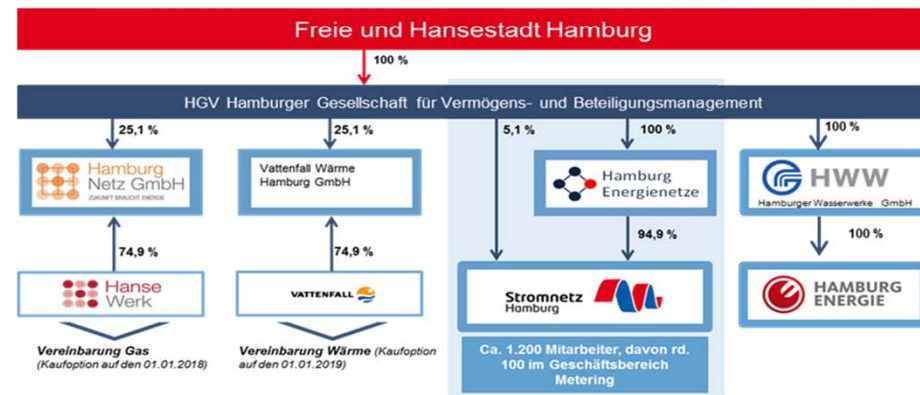 Freie und Hansestadt Hamburg
100 %
HGV Hamburger Gesellschaft für Vermögens- und Beteiligungsmanagement
25,1 %
25,1 %
5,1 %
100 %
100 %
Hamburg
Netz GmbH
ZUKUNFT BRAUCHT ENERGIE
Vattenfall Wärme
Hamburg GmbH
Hamburg
Energienetze
HWW
Hamburger Wasserwerke GmbH
74,9 %
74,9 %
94,9 %
100 %
Hanse
Werk
VATTENFALL
Stromnetz
Hamburg
HAMBURG
ENERGIE
Vereinbarung Gas
(Kaufoption auf den 01.01.2018)
Vereinbarung Wärme (Kaufoption
auf den 01.01.2019)
Ca. 1.200 Mitarbeiter, davon rd.
100 im Geschäftsbereich
Metering